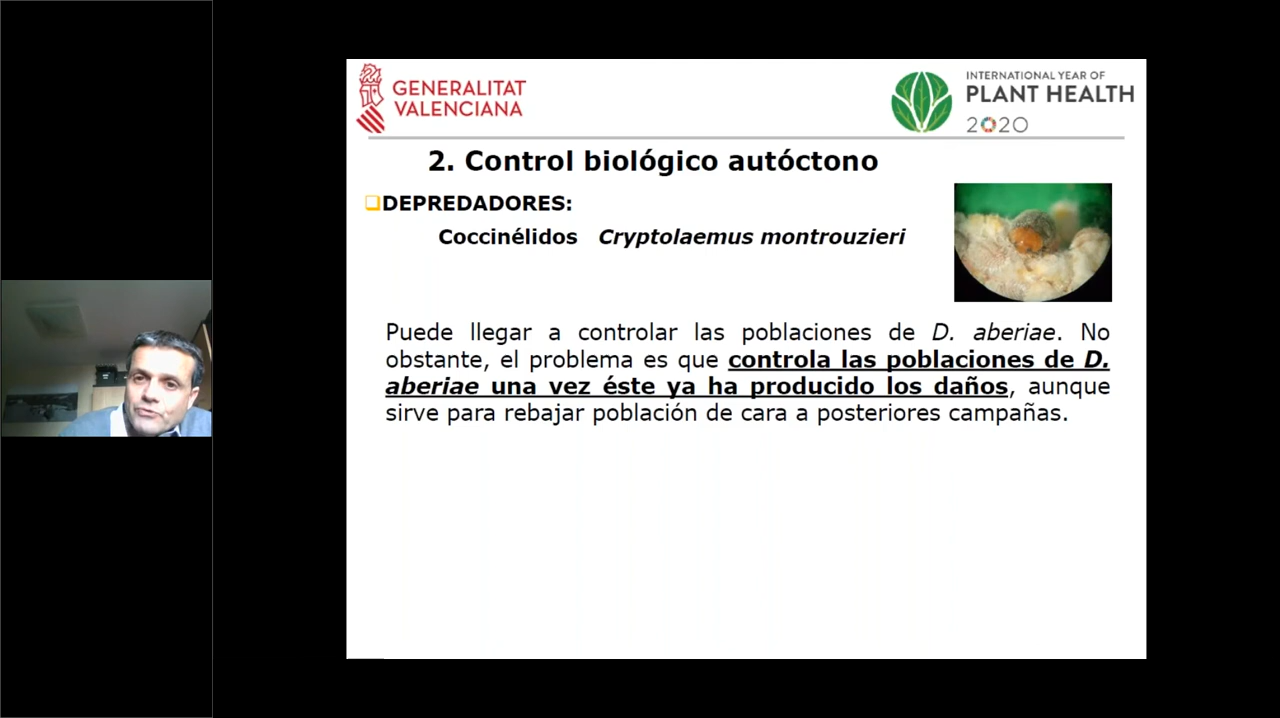 GENERALITAT
VALENCIANA
INTERNATIONAL YEAR OF
PLANT HEALTH
2020
2. Control biológico autóctono
DEPREDADORES:
Coccinélidos Cryptolaemus montrouzieri
Puede llegar a controlar las poblaciones de D. aberiae. No
obstante, el problema es que controla las poblaciones de D.
aberiae una vez éste ya ha producido los daños, aunque
sirve para rebajar población de cara a posteriores campañas.